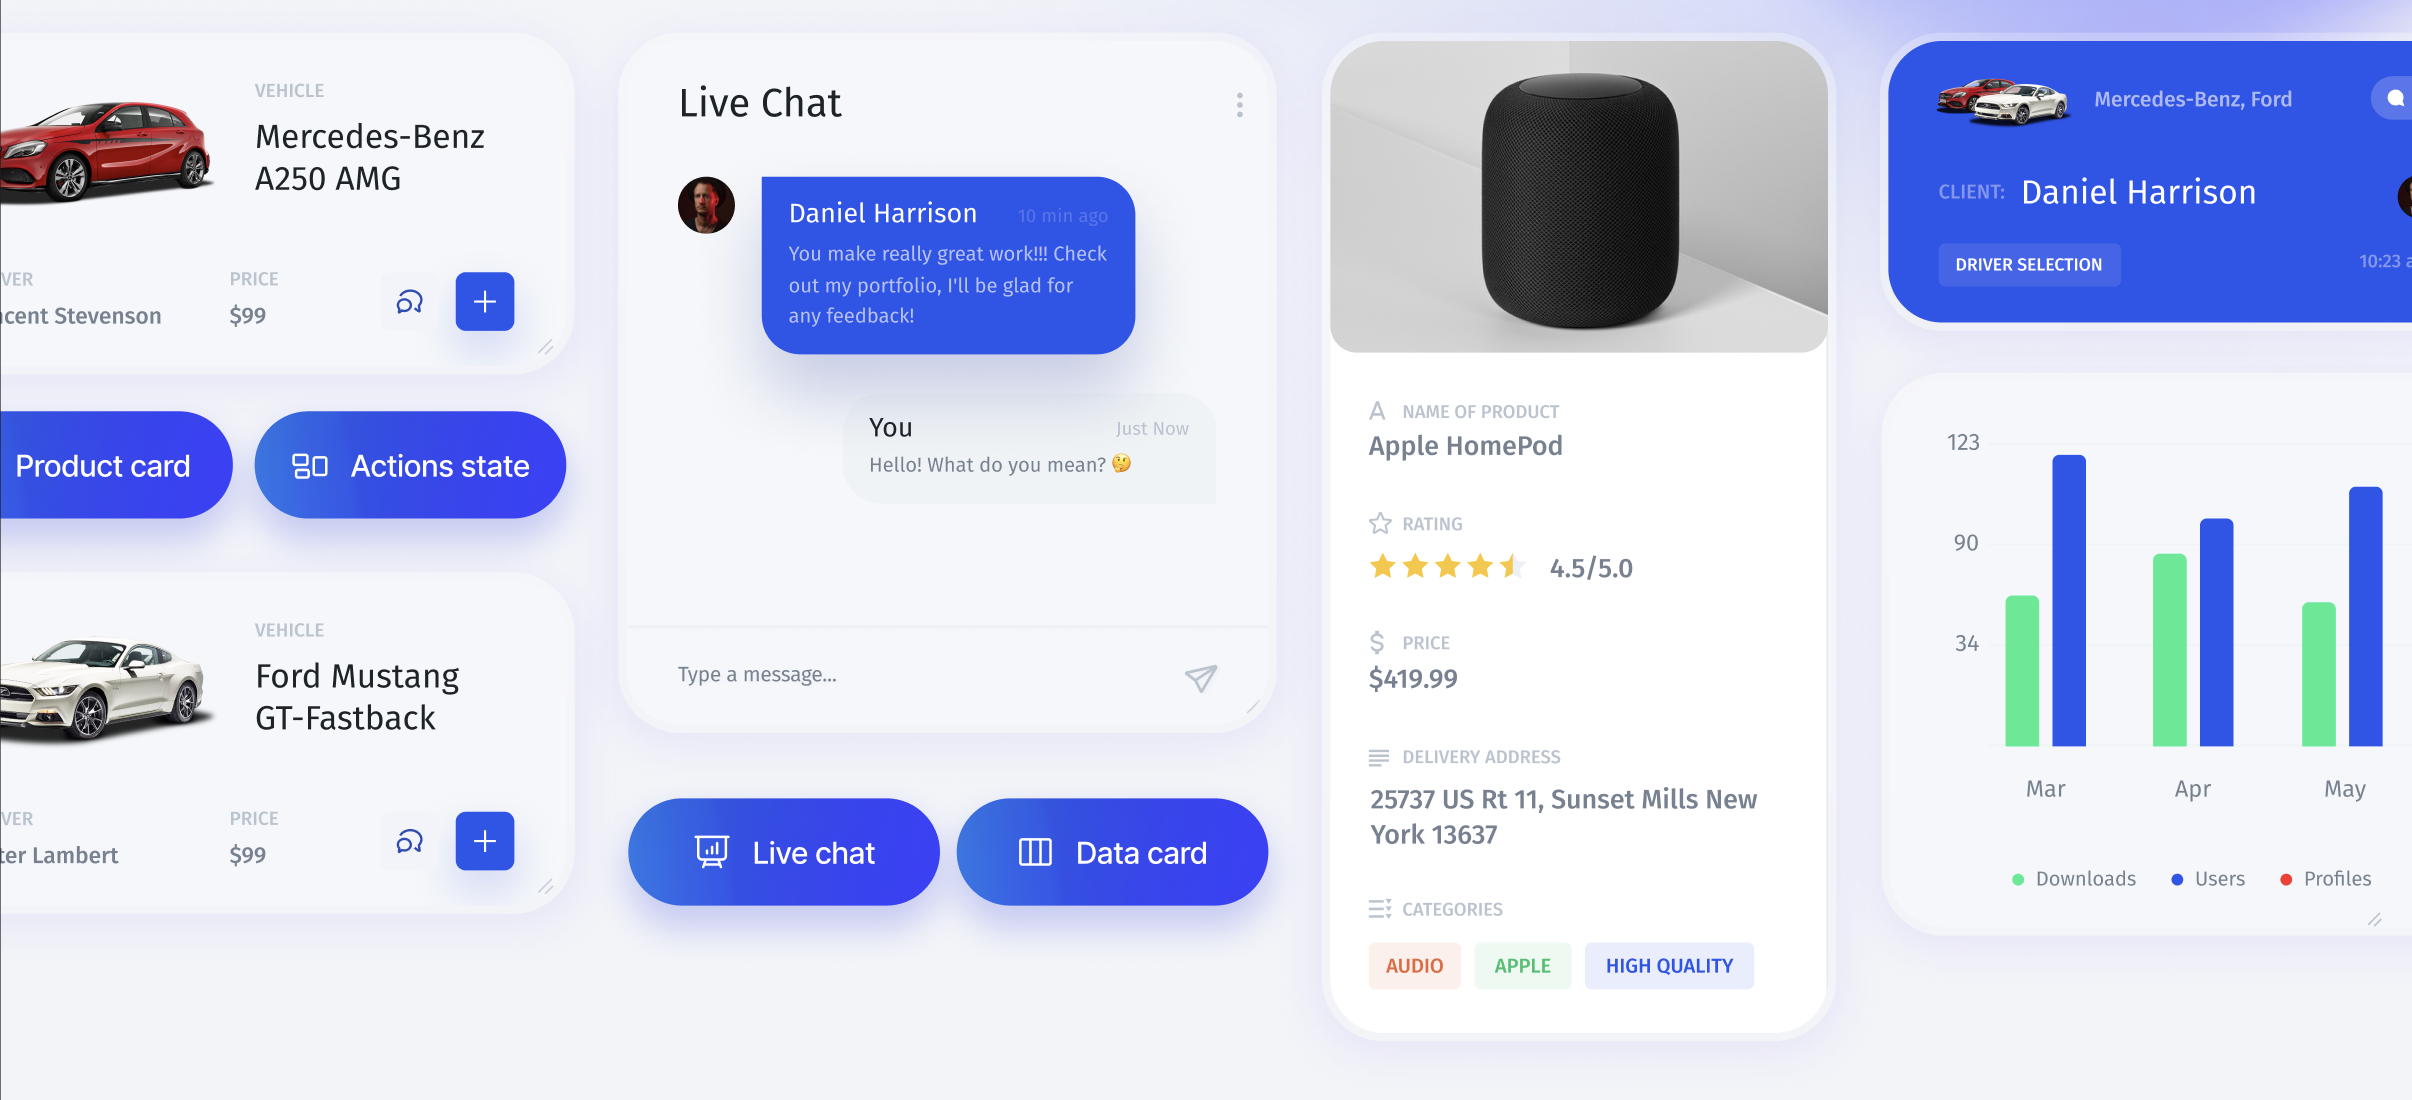 VEHICLE
Mercedes-Benz
A250 AMG
PRICE
Stevenson
$99
Product card
Actions state
VEHICLE
Ford Mustang
GT-Fastback
PRICE
Lambert
$99
Live Chat
Daniel Harrison
10 min ago
You make really great work!!! Check
out my portfolio, I'll be glad for
any feedback!
You
Just Now
Hello! What do you mean? 🤔
Type a message...
Live chat
Data card
NAME OF PRODUCT
Apple HomePod
RATING
4.5/5.0
$ PRICE
$419.99
DELIVERY ADDRESS
25737 US Rt 11, Sunset Mills New
York 13637
CATEGORIES
AUDIO
APPLE
HIGH QUALITY
Mercedes-Benz, Ford
CLIENT: Daniel Harrison
DRIVER SELECTION
10:23
123
90
34
Mar
Apr
May
Downloads
Users
Profiles